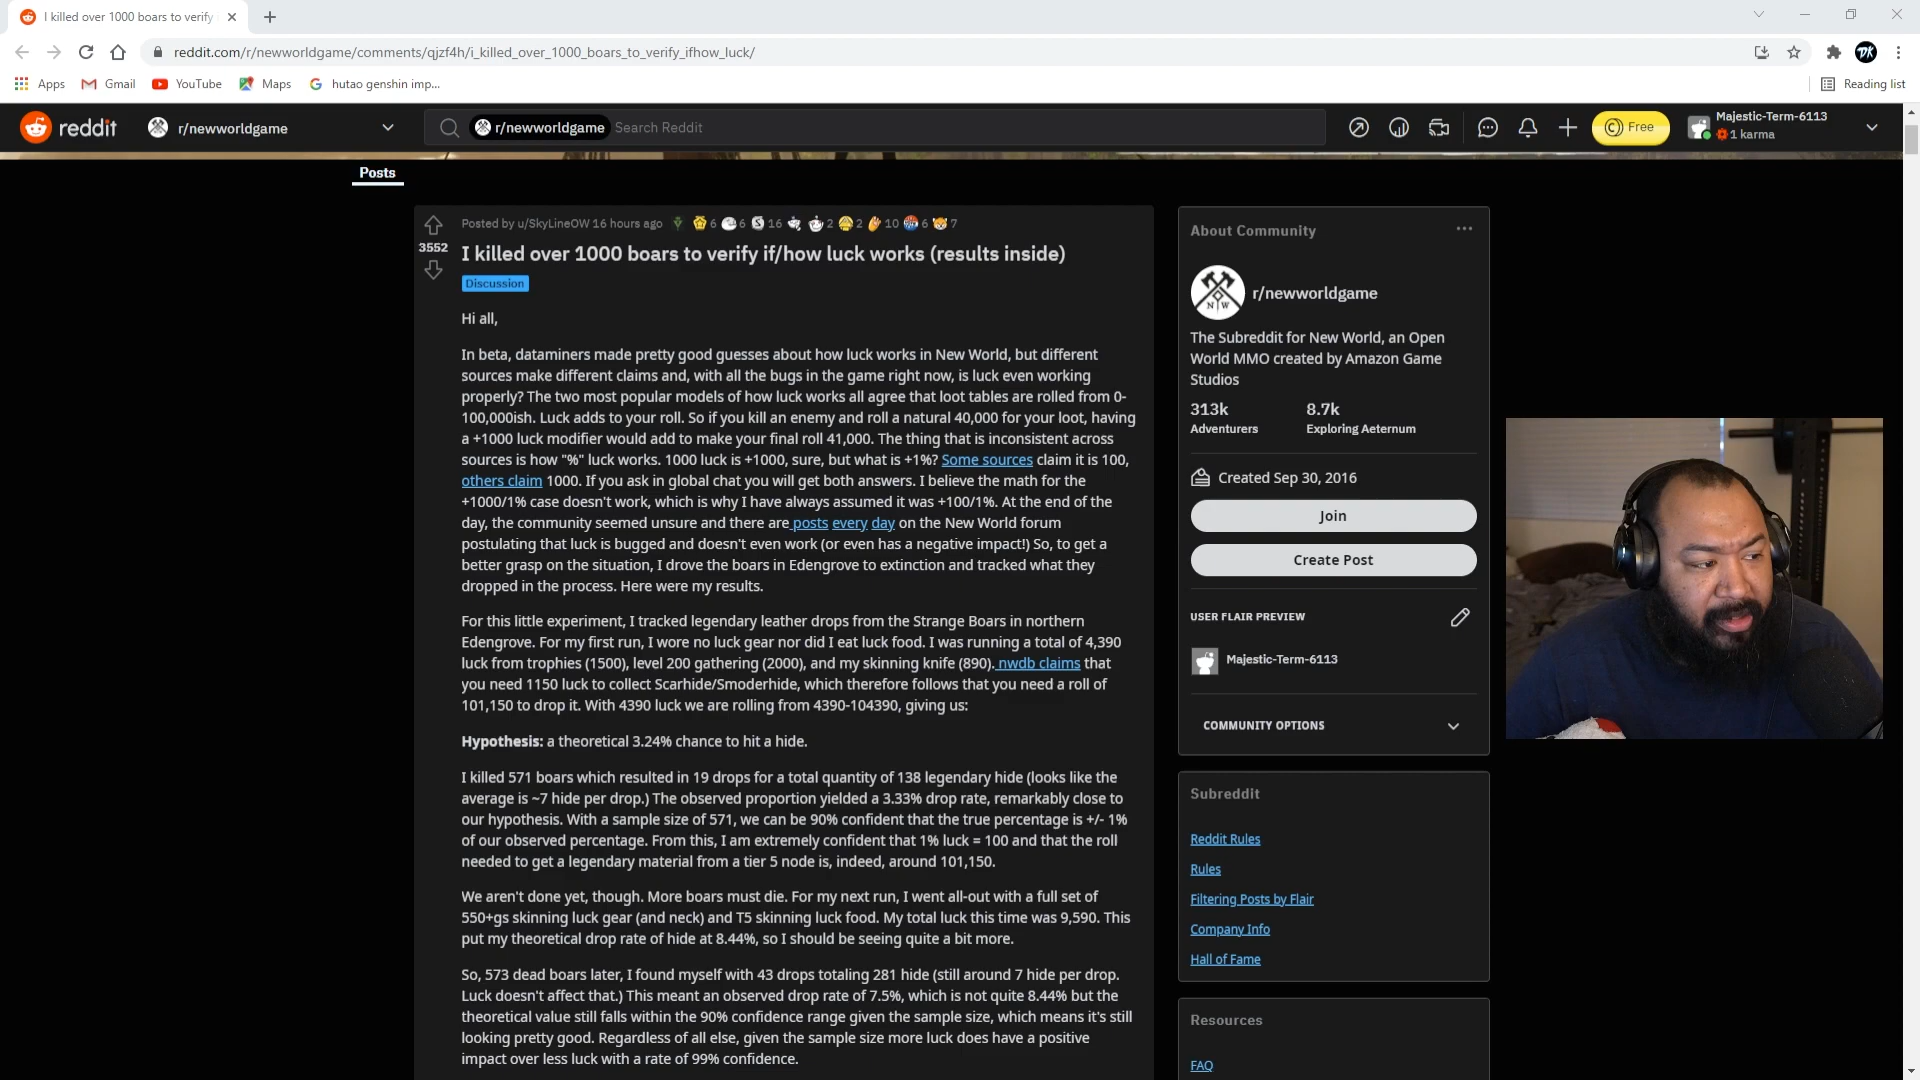 I killed over 1000 boars to verify
reddit.com/r/newworldgame/comments/qjzf4h/i_killed_over_1000_boars_to_verify_ifhow_luck/
Apps Gmail YouTube Maps hutao genshin imp... Reading list
reddit r/newworldgame r/newworldgame Search Reddit Free Majestic-Term-6113
1 karma
Posts
Posted by u/SkyLineOW 16 hours ago 6 6 16 2 2 10 6 7
3552
I killed over 1000 boars to verify if/how luck works (results inside)
Discussion
Hi all,
In beta, dataminers made pretty good guesses about how luck works in New World, but different
sources make different claims and, with all the bugs in the game right now, is luck even working
properly? The two most popular models of how luck works all agree that loot tables are rolled from 0-
100,000ish. Luck adds to your roll. So if you kill an enemy and roll a natural 40,000 for your loot, having
a +1000 luck modifier would add to make your final roll 41,000. The thing that is inconsistent across
sources is how "%" luck works. 1000 luck is +1000, sure, but what is +1%? Some sources claim it is 100,
others claim 1000. If you ask in global chat you will get both answers. I believe the math for the
+1000/1% case doesn't work, which is why I have always assumed it was +100/1%. At the end of the
day, the community seemed unsure and there are posts every day on the New World forum
postulating that luck is bugged and doesn't even work (or even has a negative impact!) So, to get a
better grasp on the situation, I drove the boars in Edengrove to extinction and tracked what they
dropped in the process. Here were my results.
For this little experiment, I tracked legendary leather drops from the Strange Boars in northern
Edengrove. For my first run, I wore no luck gear nor did I eat luck food. I was running a total of 4,390
luck from trophies (1500), level 200 gathering (2000), and my skinning knife (890). nwdb claims that
you need 1150 luck to collect Scarhide/Smoderhide, which therefore follows that you need a roll of
101,150 to drop it. With 4390 luck we are rolling from 4390-104390, giving us:
Hypothesis: a theoretical 3.24% chance to hit a hide.
I killed 571 boars which resulted in 19 drops for a total quantity of 138 legendary hide (looks like the
average is ~7 hide per drop.) The observed proportion yielded a 3.33% drop rate, remarkably close to
our hypothesis. With a sample size of 571, we can be 90% confident that the true percentage is +/- 1%
of our observed percentage. From this, I am extremely confident that 1% luck = 100 and that the roll
needed to get a legendary material from a tier 5 node is, indeed, around 101,150.
We aren't done yet, though. More boars must die. For my next run, I went all-out with a full set of
550+gs skinning luck gear (and neck) and T5 skinning luck food. My total luck this time was 9,590. This
put my theoretical drop rate of hide at 8.44%, so I should be seeing quite a bit more.
So, 573 dead boars later, I found myself with 43 drops totaling 281 hide (still around 7 hide per drop.
Luck doesn't affect that.) This meant an observed drop rate of 7.5%, which is not quite 8.44% but the
theoretical value still falls within the 90% confidence range given the sample size, which means it's still
looking pretty good. Regardless of all else, given the sample size more luck does have a positive
impact over less luck with a rate of 99% confidence.
About Community
r/newworldgame
The Subreddit for New World, an Open
World MMO created by Amazon Game
Studios
313k 8.7k
Adventurers Exploring Aeternum
Created Sep 30, 2016
Join
Create Post
USER FLAIR PREVIEW
Majestic-Term-6113
COMMUNITY OPTIONS
Subreddit
Reddit Rules
Rules
Filtering Posts by Flair
Company Info
Hall of Fame
Resources
FAQ